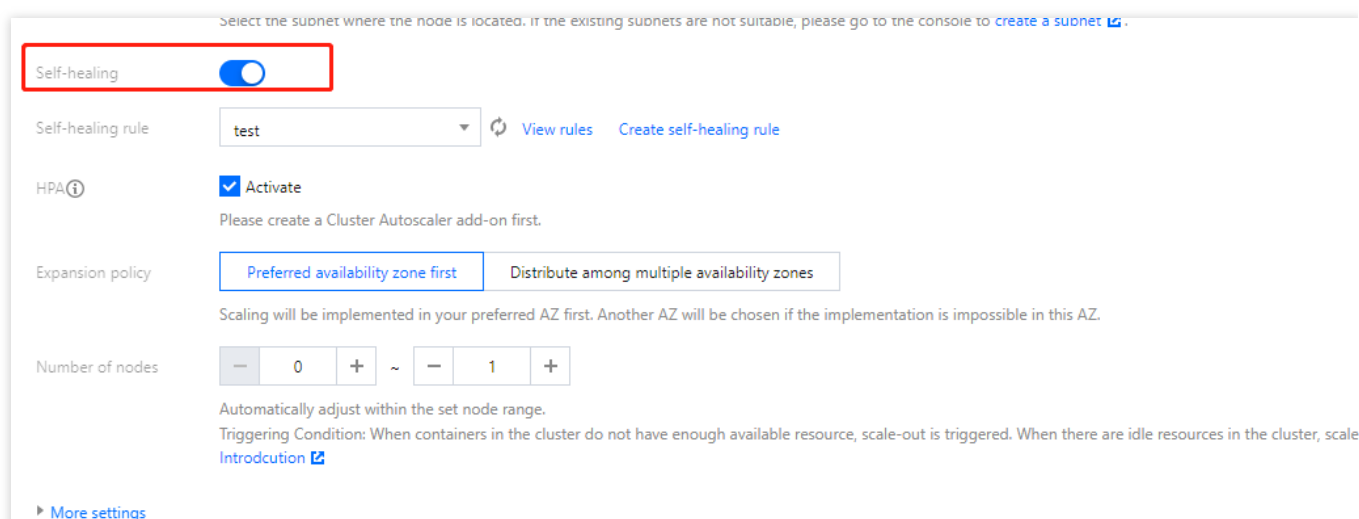 Select the subnet where the node is located. If the existing subnets are not suitable, please go to the console to create a subnet .
Self-healing
Self-healing rule test View rules Create self-healing rule
HPA Activate
Please create a Cluster Autoscaler add-on first.
Expansion policy Preferred availability zone first Distribute among multiple availability zones
Scaling will be implemented in your preferred AZ first. Another AZ will be chosen if the implementation is impossible in this AZ.
Number of nodes − 0 + ~ − 1 +
Automatically adjust within the set node range.
Triggering Condition: When containers in the cluster do not have enough available resource, scale-out is triggered. When there are idle resources in the cluster, scale
Introdcution
More settings